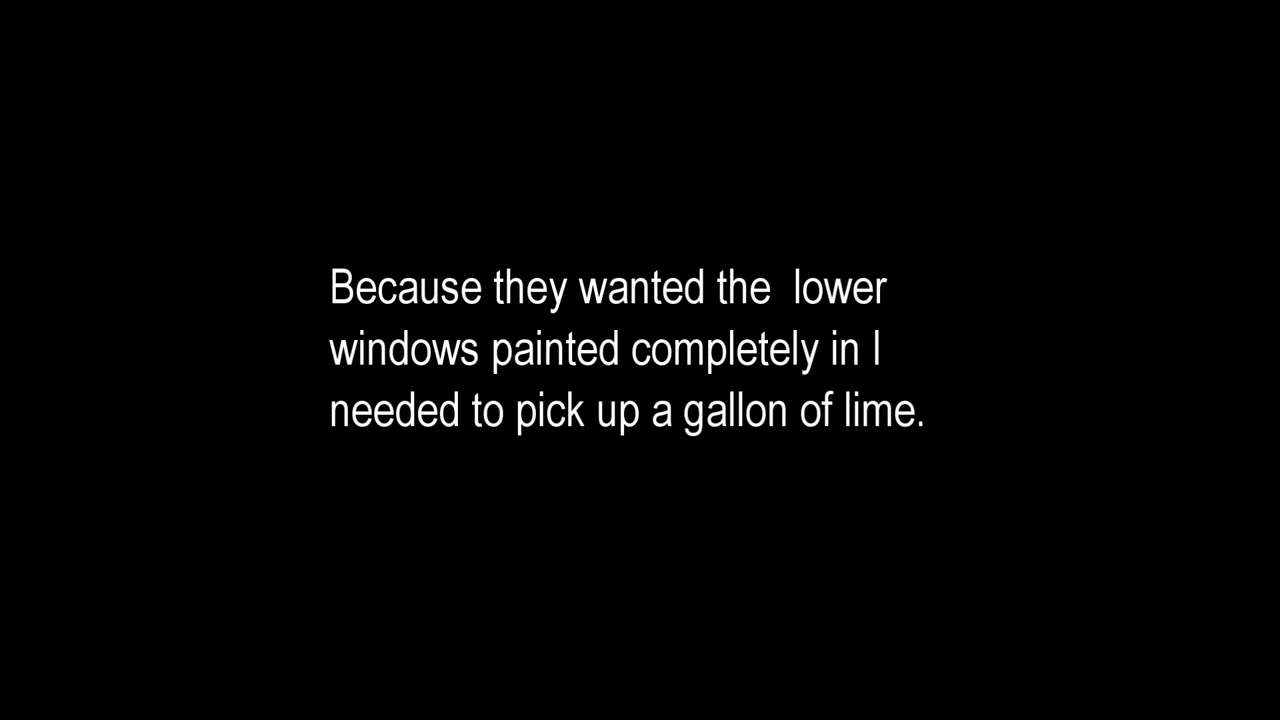 Because they wanted the  lower
windows painted completely in I
needed to pick up a gallon of lime.